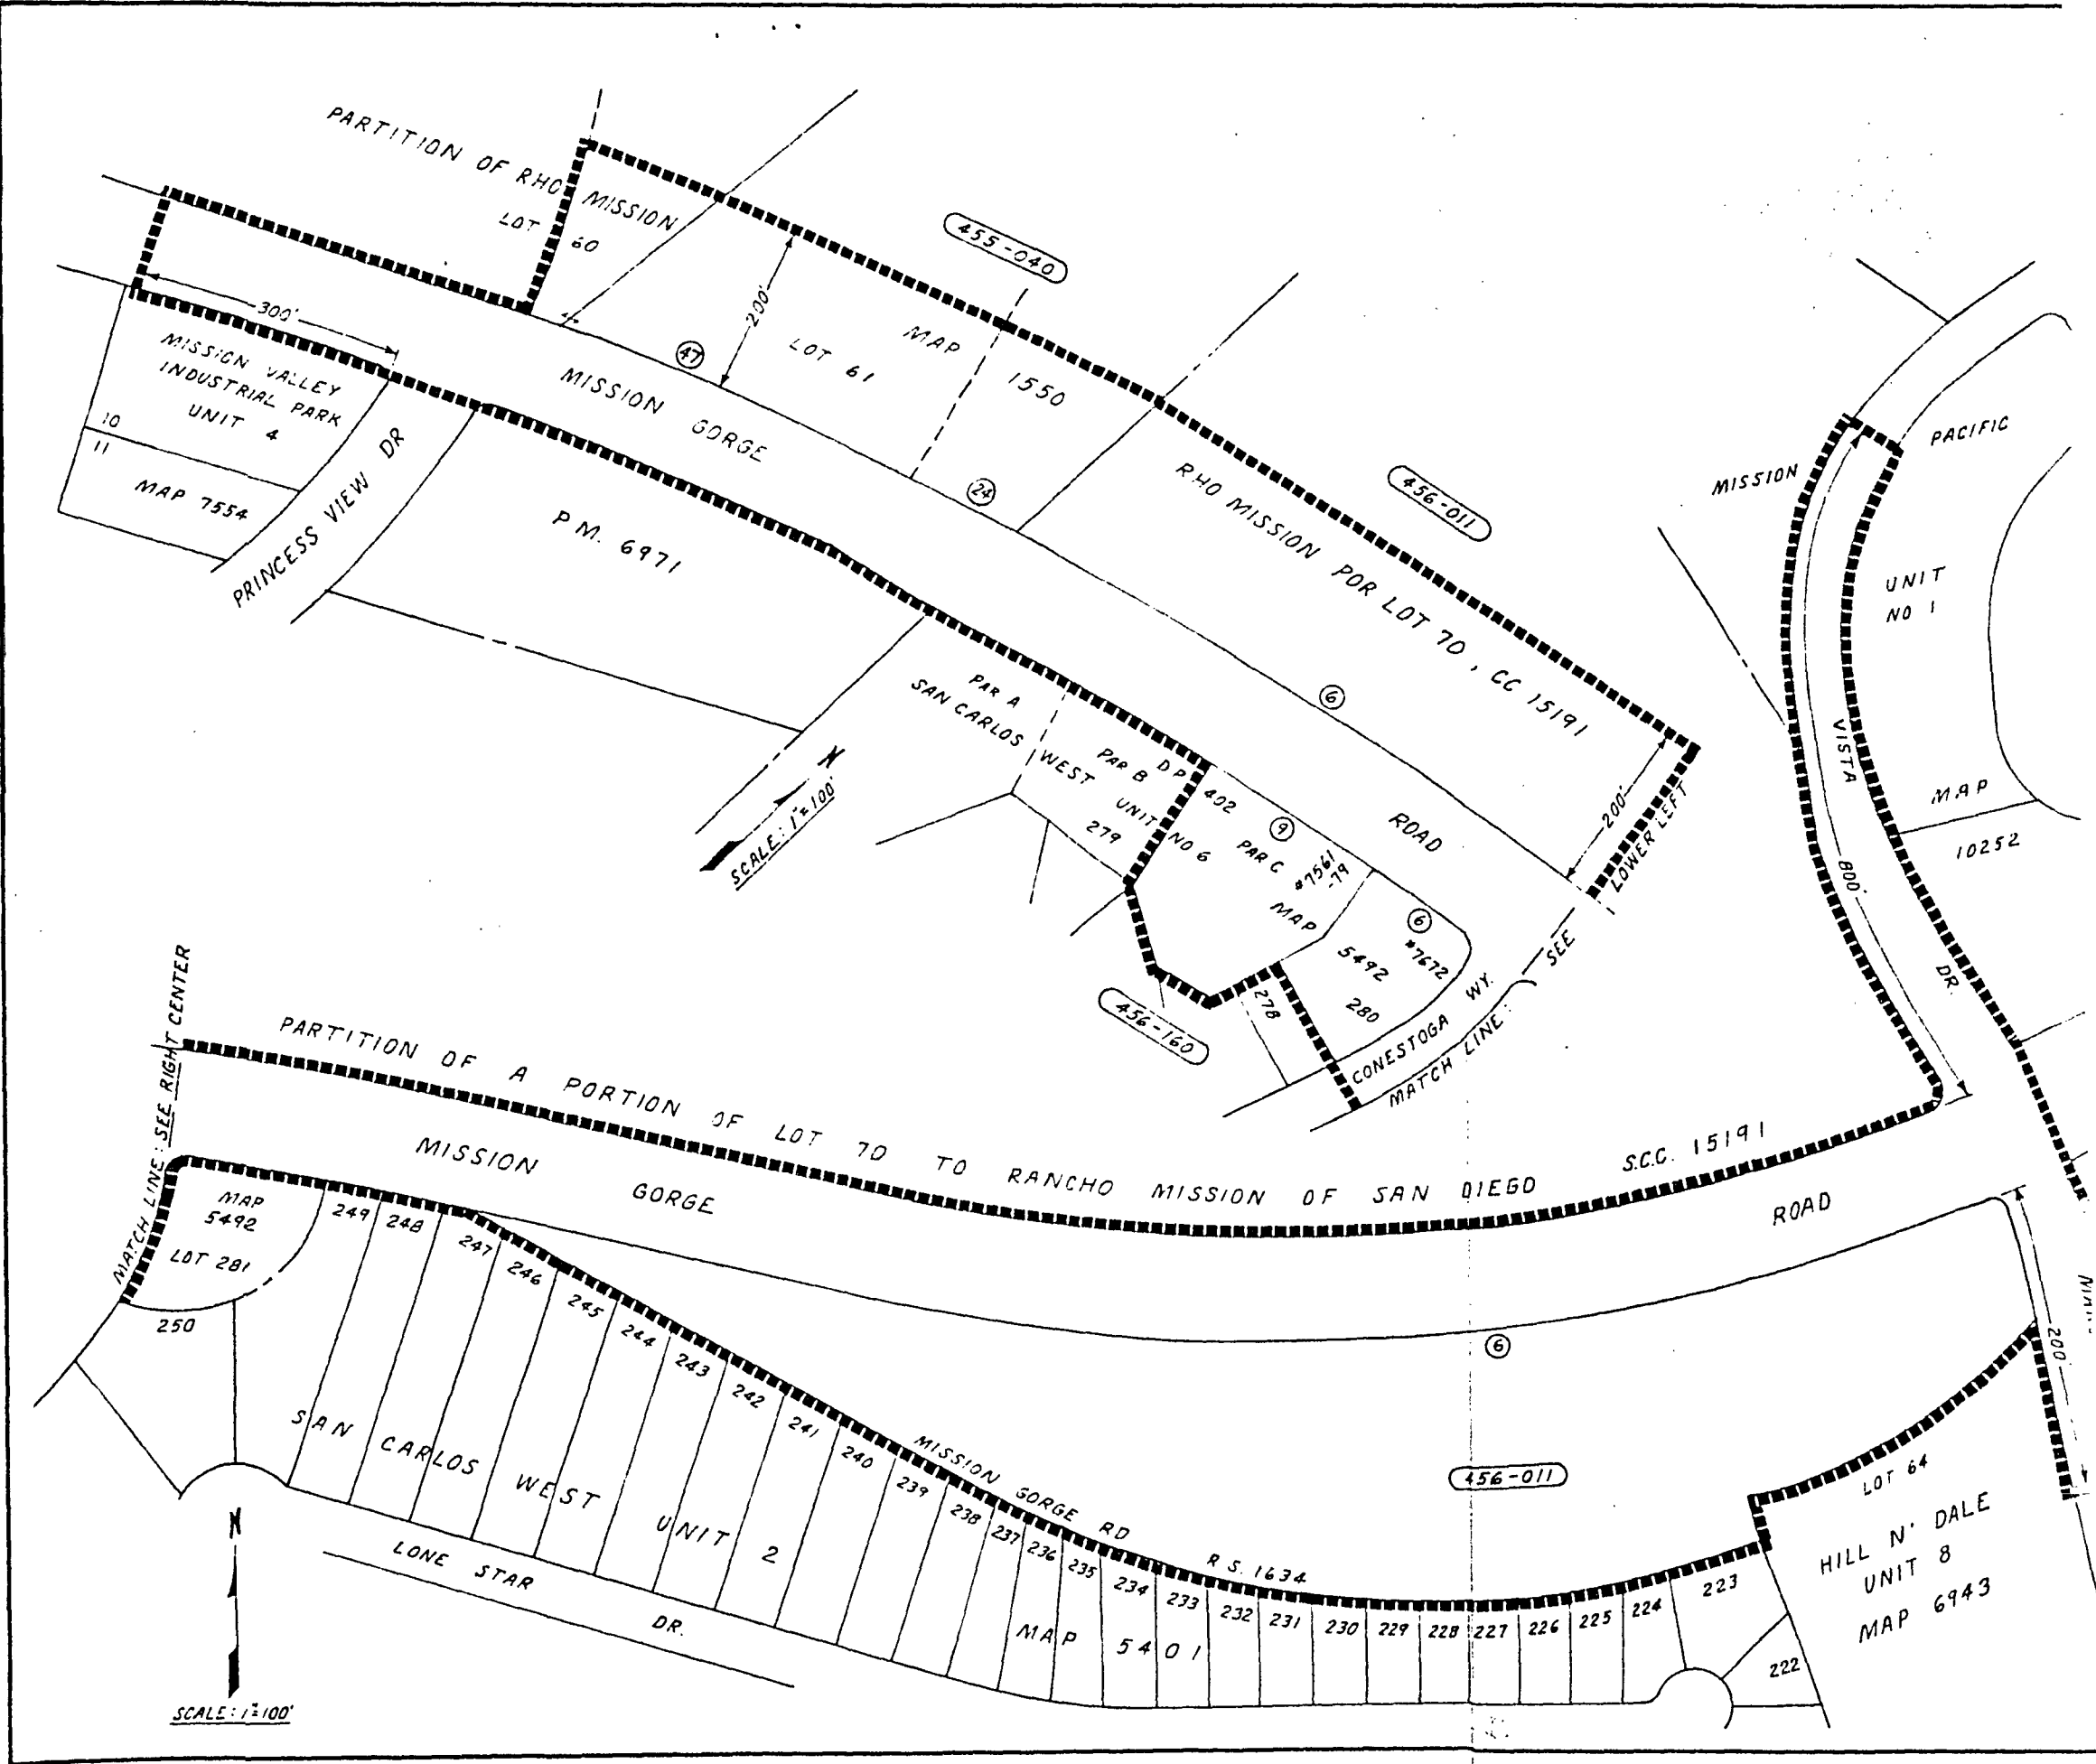 PARTITION OF RHO MISSION
LOT 60
455-040
200'
LOT 61
MAP 1550
300'
MISSION VALLEY
INDUSTRIAL PARK
UNIT 4
10
11
MAP 7554
PRINCESS VIEW DR
47
MISSION GORGE ROAD
24
6
P M. 6971
RHO MISSION POR LOT 70, CC 15191
456-011
200'
PAR A
SAN CARLOS WEST UNIT NO 6
PAR B
D P 402
279
9
PAR C
#7561
-79
MAP 5492
6
#7672
280
278
CONESTOGA WY.
MATCH LINE: SEE LOWER LEFT
456-160
N
SCALE: 1"=100'
MISSION VISTA DR.
800'
PACIFIC
UNIT
NO 1
MAP
10252
MATCH LINE: SEE RIGHT CENTER
PARTITION OF A PORTION OF LOT 70 TO RANCHO MISSION OF SAN DIEGO S.C.C. 15191
MISSION GORGE ROAD
MAP
5492
LOT 281
250
249
248
247
246
245
244
243
242
241
240
239
238
237
236
235
234
233
232
231
230
229
228
227
226
225
224
223
222
SAN CARLOS WEST UNIT 2
MAP 5401
LONE STAR DR.
MISSION GORGE RD
R S. 1634
6
456-011
200'
LOT 64
HILL N' DALE
UNIT 8
MAP 6943
N
SCALE: 1"=100'